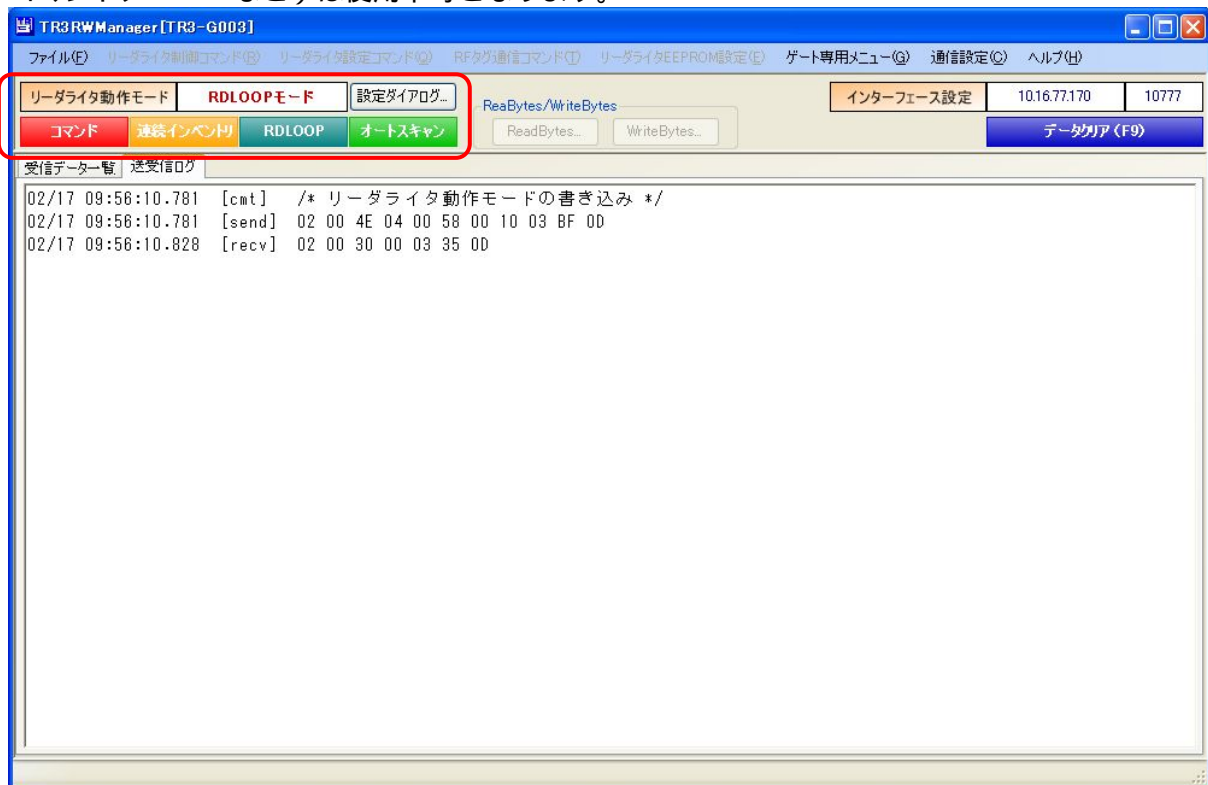 TR3RWManager[TR3-G003]
ファイル(F) リーダライタ制御コマンド(R) リーダライタ設定コマンド(Q) RFタグ通信コマンド(T) リーダライタEEPROM設定(E) ゲート専用メニュー(G) 通信設定(C) ヘルプ(H)
リーダライタ動作モード RDLOOPモード 設定ダイアログ... ReaBytes/WriteBytes インターフェース設定 10.16.77.170 10777
コマンド 連続インベントリ RDLOOP オートスキャン ReadBytes... WriteBytes... データクリア (F9)
受信データ一覧 送受信ログ
02/17 09:56:10.781 [cmt] /* リーダライタ動作モードの書き込み */
02/17 09:56:10.781 [send] 02 00 4E 04 00 58 00 10 03 BF 0D
02/17 09:56:10.828 [recv] 02 00 30 00 03 35 0D